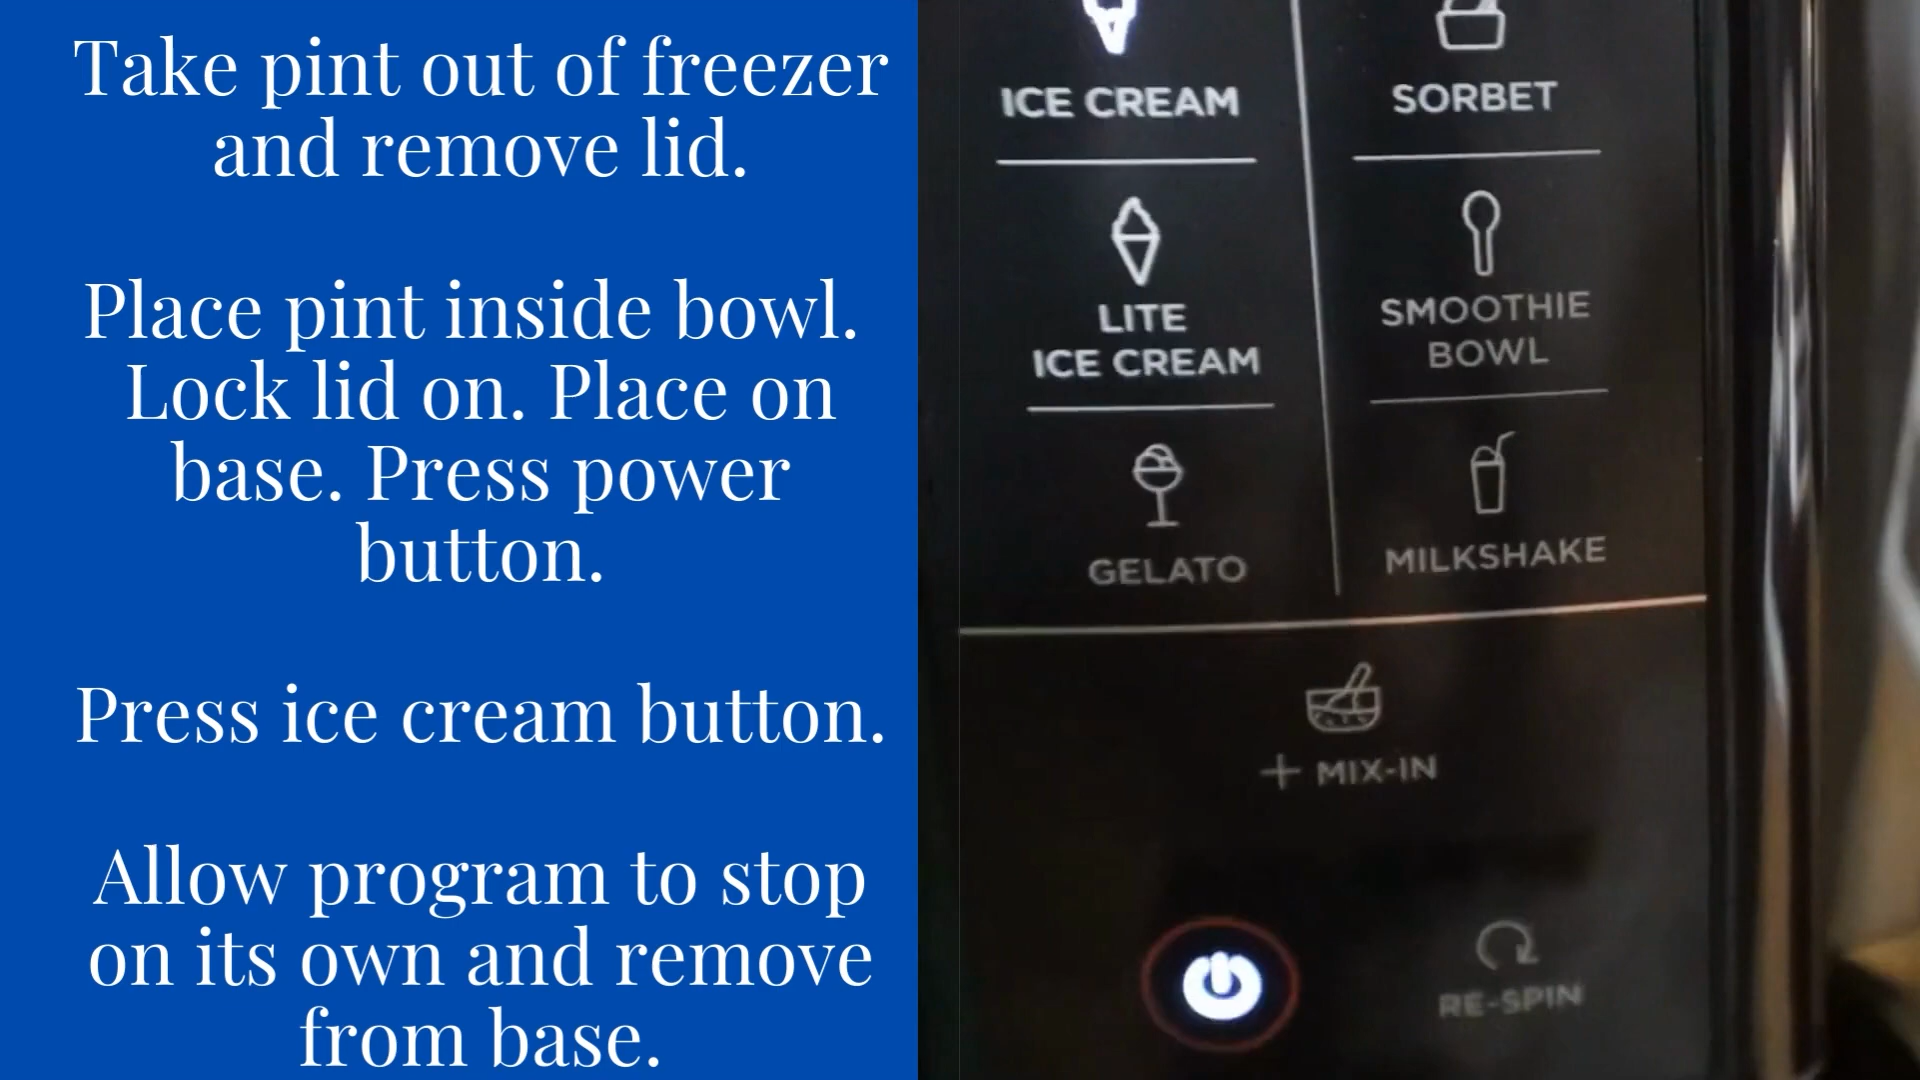 Take pint out of freezer
and remove lid.
Place pint inside bowl.
Lock lid on. Place on
base. Press power
button.
Press ice cream button.
Allow program to stop
on its own and remove
from base.
ICE CREAM
SORBET
LITE
ICE CREAM
SMOOTHIE
BOWL
GELATO
MILKSHAKE
+ MIX-IN
RE-SPIN